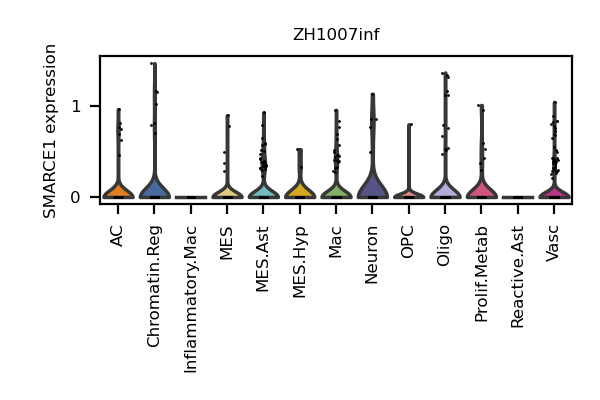 ZH1007inf
SMARCE1 expression
1
0
AC
Chromatin.Reg
Inflammatory.Mac
MES
MES.Ast
MES.Hyp
Mac
Neuron
OPC
Oligo
Prolif.Metab
Reactive.Ast
Vasc